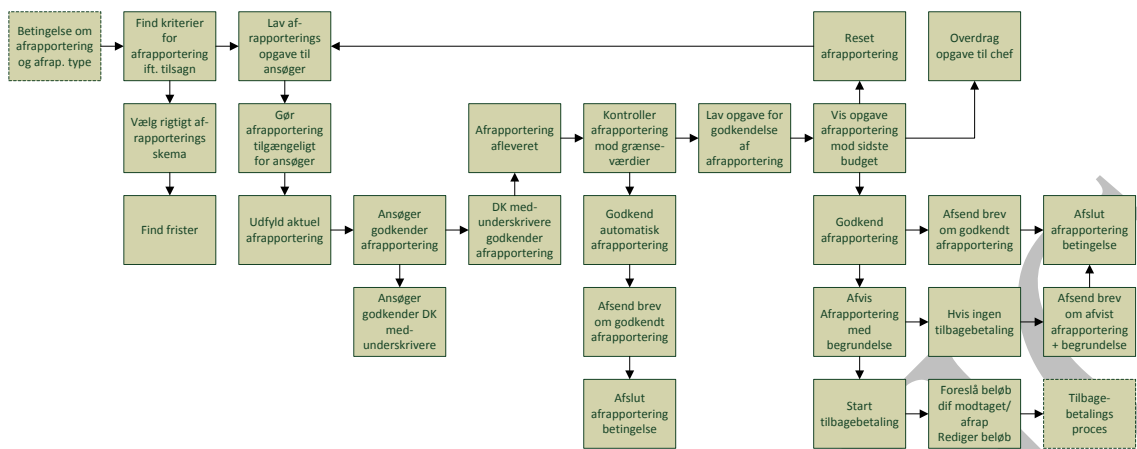 Betingelse om
afrapportering
og afrap. type
Find kriterier
for
afrapportering
ift. tilsagn
Lav af-
rapporterings
opgave til
ansøger
Reset
afrapportering
Overdrag
opgave til chef
Vælg rigtigt af-
rapporterings
skema
Gør
afrapportering
tilgængeligt
for ansøger
Afrapportering
afleveret
Kontroller
afrapportering
mod grænse-
værdier
Lav opgave for
godkendelse
af
afrapportering
Vis opgave
afrapportering
mod sidste
budget
Find frister
Udfyld aktuel
afrapportering
Ansøger
godkender
afrapportering
DK med-
underskrivere
godkender
afrapportering
Godkend
automatisk
afrapportering
Godkend
afrapportering
Afsend brev
om godkendt
afrapportering
Afslut
afrapportering
betingelse
Ansøger
godkender DK
med-
underskrivere
Afsend brev
om godkendt
afrapportering
Afvis
Afrapportering
med
begrundelse
Hvis ingen
tilbagebetaling
Afsend brev
om afvist
afrapportering
+ begrundelse
Afslut
afrapportering
betingelse
Start
tilbagebetaling
Foreslå beløb
dif modtaget/
afrap
Rediger beløb
Tilbage-
betalings
proces